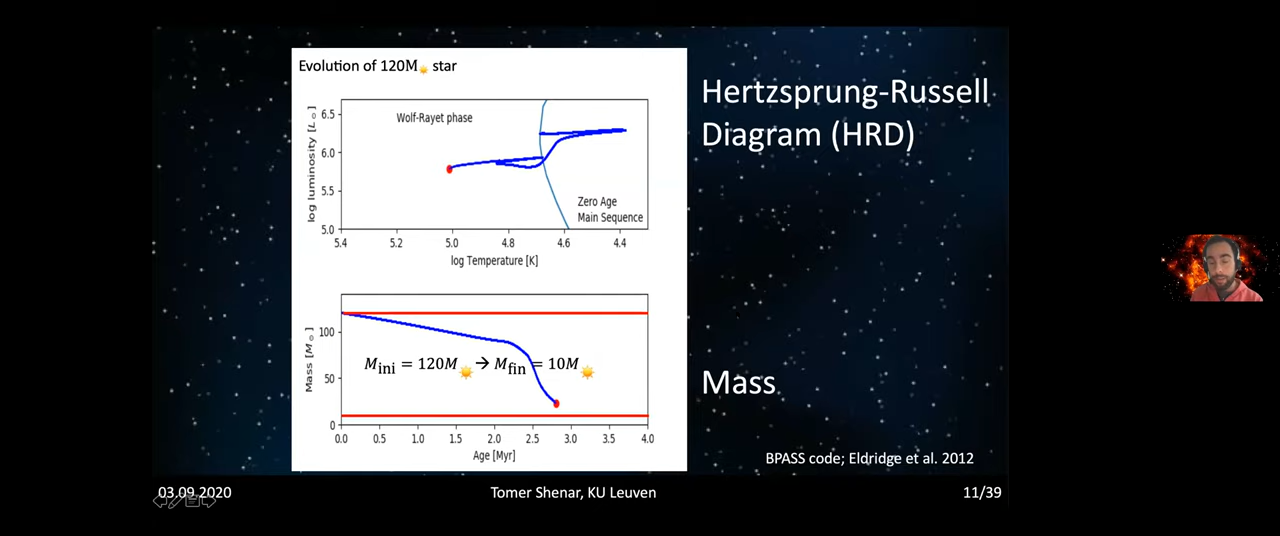 Evolution of 120M star
Hertzsprung-Russell
Diagram (HRD)
log luminosity [L⊙]
6.5
6.0
5.5
5.0
Wolf-Rayet phase
Zero Age
Main Sequence
5.4 5.2 5.0 4.8 4.6 4.4
log Temperature [K]
Mass [M⊙]
100
50
0
M_ini = 120M → M_fin = 10M
Mass
0.0 0.5 1.0 1.5 2.0 2.5 3.0 3.5 4.0
Age [Myr]
BPASS code; Eldridge et al. 2012
03.09.2020
Tomer Shenar, KU Leuven
11/39